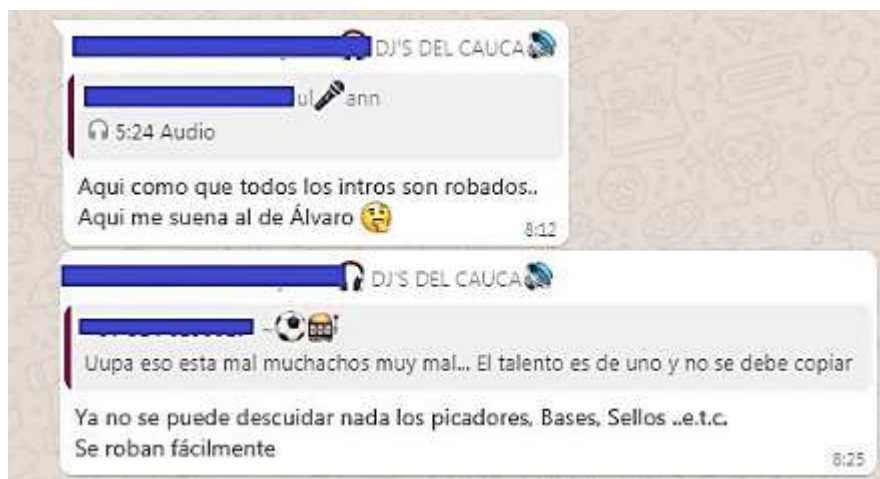 DJ'S DEL CAUCA
ul🎤ann
5:24 Audio
Aqui como que todos los intros son robados..
Aqui me suena al de Álvaro 🤔
8:12
DJ'S DEL CAUCA
~⚽🎰
Uupa eso esta mal muchachos muy mal... El talento es de uno y no se debe copiar
Ya no se puede descuidar nada los picadores, Bases, Sellos ..e.t.c.
Se roban fácilmente
8:25